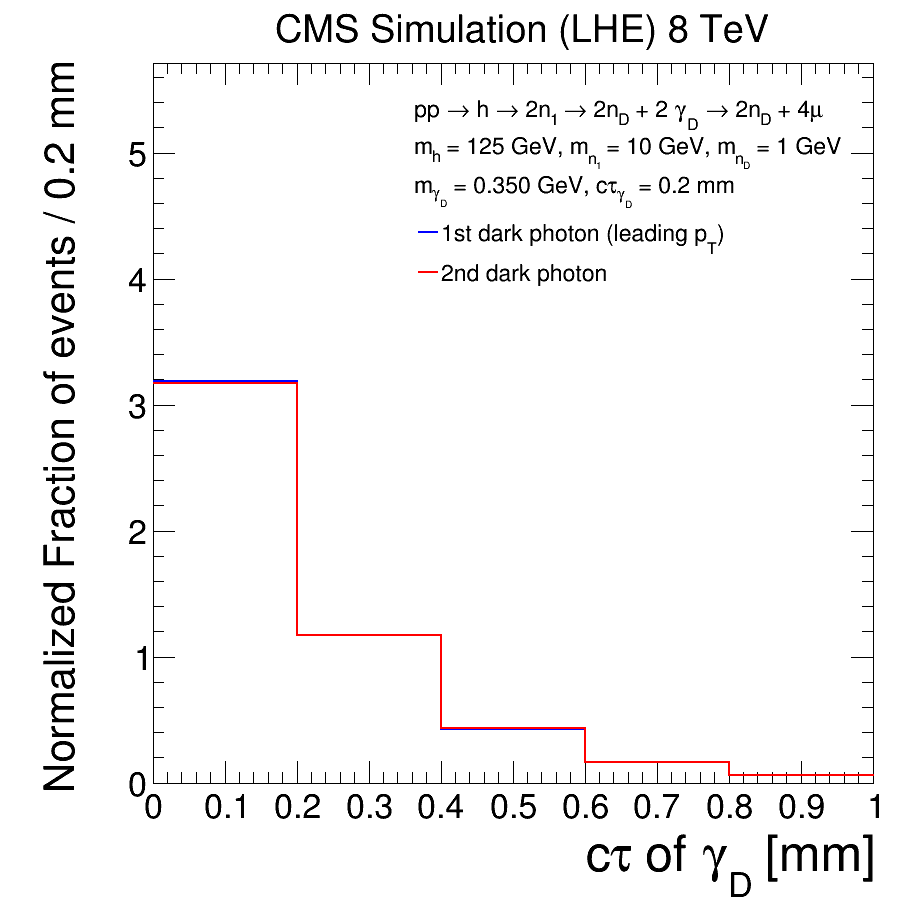 CMS Simulation (LHE) 8 TeV
Normalized Fraction of events / 0.2 mm
pp → h → 2n₁ → 2n_D + 2 γ_D → 2n_D + 4μ
m_h = 125 GeV, m_n₁ = 10 GeV, m_n_D = 1 GeV
m_γ_D = 0.350 GeV, cτ_γ_D = 0.2 mm
1st dark photon (leading p_T)
2nd dark photon
5
4
3
2
1
0
0 0.1 0.2 0.3 0.4 0.5 0.6 0.7 0.8 0.9 1
cτ of γ_D [mm]